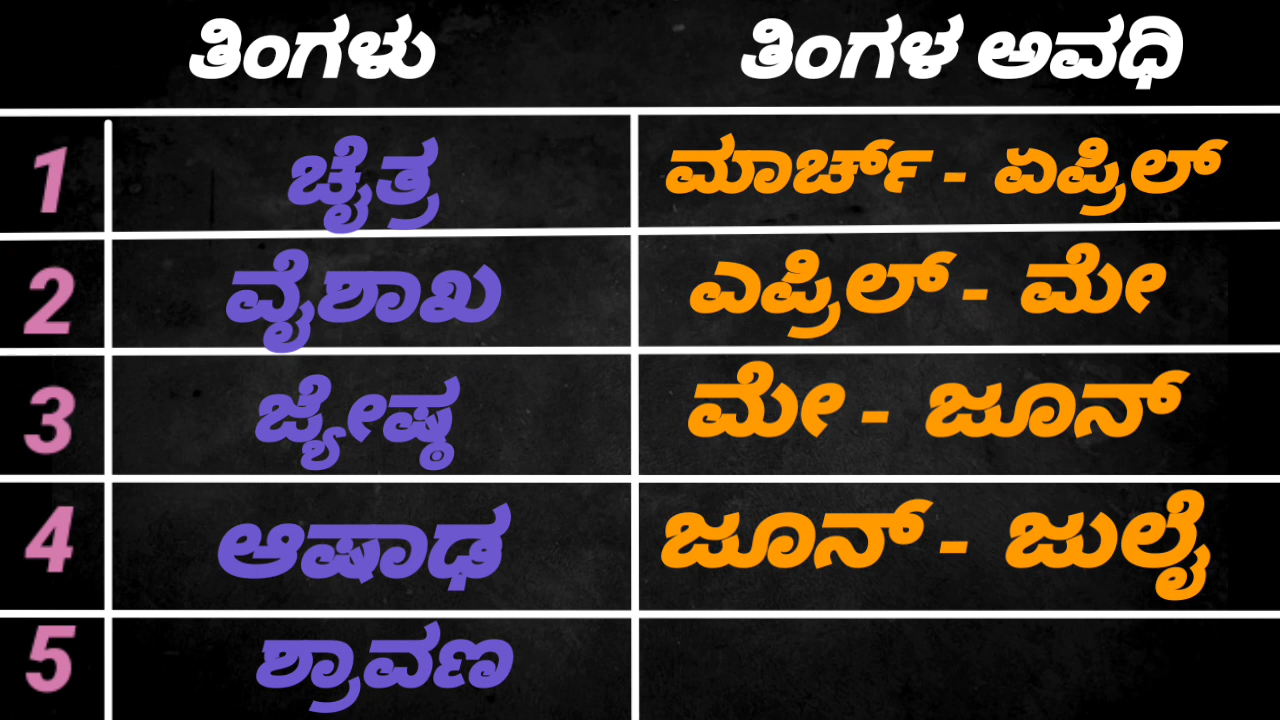 ತಿಂಗಳು ತಿಂಗಳ ಅವಧಿ
1 ಚೈತ್ರ ಮಾರ್ಚ್ - ಏಪ್ರಿಲ್
2 ವೈಶಾಖ ಎಪ್ರಿಲ್ - ಮೇ
3 ಜ್ಯೇಷ್ಠ ಮೇ - ಜೂನ್
4 ಆಷಾಢ ಜೂನ್ - ಜುಲೈ
5 ಶ್ರಾವಣ